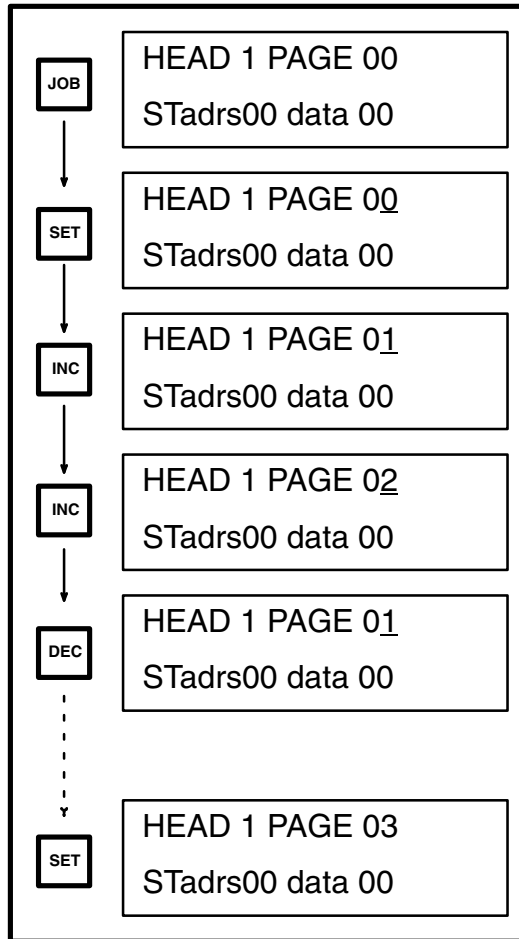 JOB
HEAD 1 PAGE 00
STadrs00 data 00
SET
HEAD 1 PAGE 00
STadrs00 data 00
INC
HEAD 1 PAGE 01
STadrs00 data 00
INC
HEAD 1 PAGE 02
STadrs00 data 00
DEC
HEAD 1 PAGE 01
STadrs00 data 00
SET
HEAD 1 PAGE 03
STadrs00 data 00